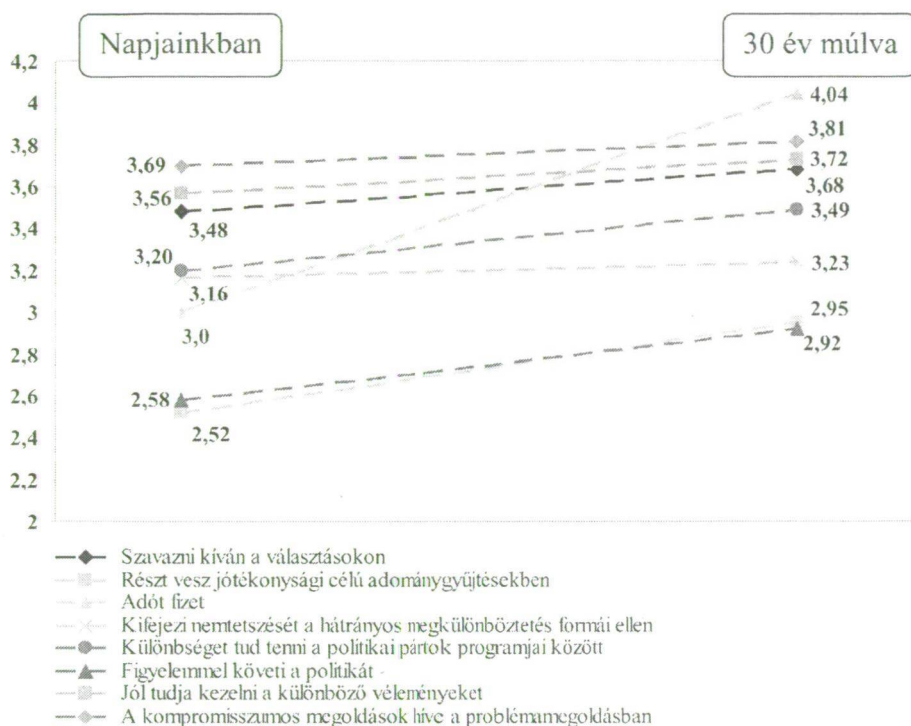 Napjainkban
30 év múlva
4,2
4
3,8
3,6
3,4
3,2
3
2,8
2,6
2,4
2,2
2
3,69
3,56
3,48
3,20
3,16
3,0
2,58
2,52
4,04
3,81
3,72
3,68
3,49
3,23
2,95
2,92
Szavazni kíván a választásokon
Részt vesz jótékonysági célú adománygyűjtésekben
Adót fizet
Kifejezi nemtetszését a hátrányos megkülönböztetés formái ellen
Különbséget tud tenni a politikai pártok programjai között
Figyelemmel követi a politikát
Jól tudja kezelni a különböző véleményeket
A kompromisszumos megoldások híve a problémamegoldásban